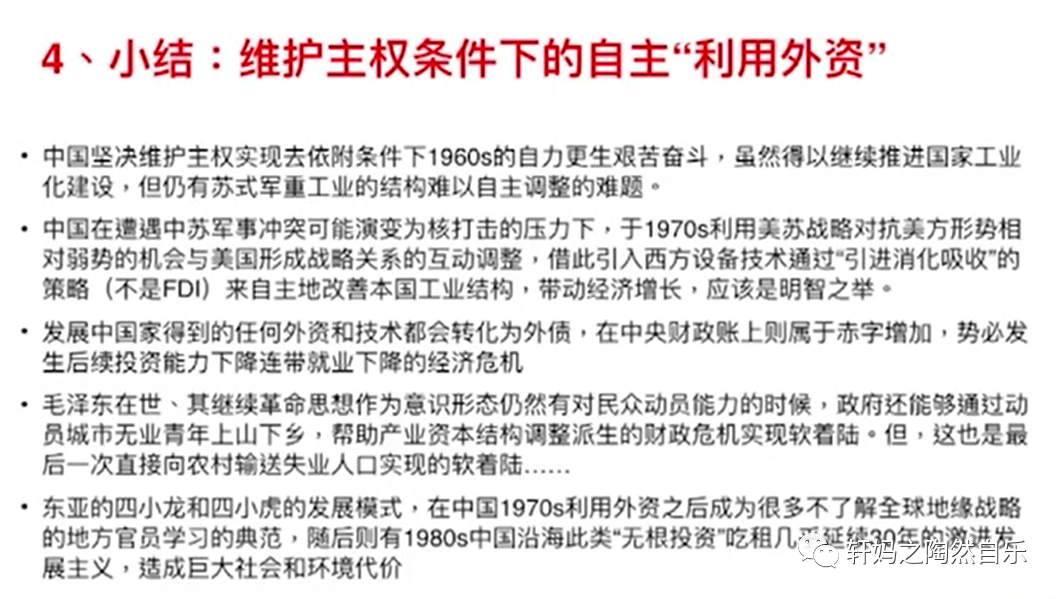 4、小结：维护主权条件下的自主“利用外资”
• 中国坚决维护主权实现去依附条件下1960s的自力更生艰苦奋斗，虽然得以继续推进国家工业
化建设，但仍有苏式军重工业的结构难以自主调整的难题。
• 中国在遭遇中苏军事冲突可能演变为核打击的压力下，于1970s利用美苏战略对抗美方形势相
对弱势的机会与美国形成战略关系的互动调整，借此引入西方设备技术通过“引进消化吸收”的
策略（不是FDI）来自主地改善本国工业结构，带动经济增长，应该是明智之举。
• 发展中国家得到的任何外资和技术都会转化为外债，在中央财政账上则属于赤字增加，势必发
生后续投资能力下降连带就业下降的经济危机
• 毛泽东在世、其继续革命思想作为意识形态仍然有对民众动员能力的时候，政府还能够通过动
员城市无业青年上山下乡，帮助产业资本结构调整派生的财政危机实现软着陆。但，这也是最
后一次直接向农村输送失业人口实现的软着陆……
• 东亚的四小龙和四小虎的发展模式，在中国1970s利用外资之后成为很多不了解全球地缘战略
的地方官员学习的典范，随后则有1980s中国沿海此类“无根投资”吃租几乎延续30年的激进发
展主义，造成巨大社会和环境代价
轩妈之陶然自乐